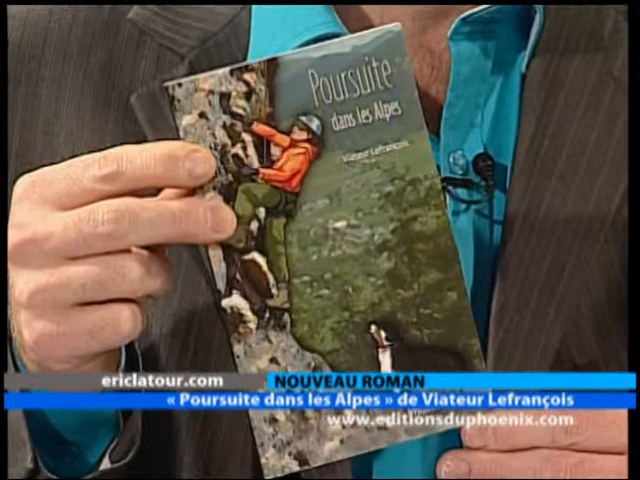 Poursuite
dans les Alpes
Viateur Lefrançois
ericlatour.com
NOUVEAU ROMAN
« Poursuite dans les Alpes » de Viateur Lefrançois
www.editionsduphoenix.com